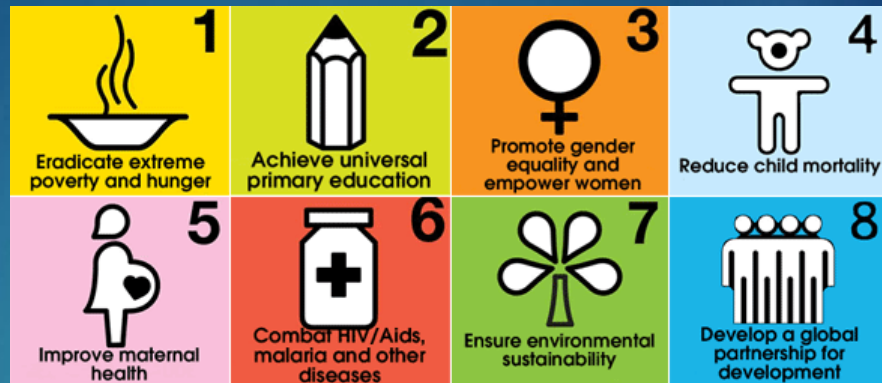 1
Eradicate extreme
poverty and hunger
2
Achieve universal
primary education
3
Promote gender
equality and
empower women
4
Reduce child mortality
5
Improve maternal
health
6
Combat HIV/Aids,
malaria and other
diseases
7
Ensure environmental
sustainability
8
Develop a global
partnership for
development